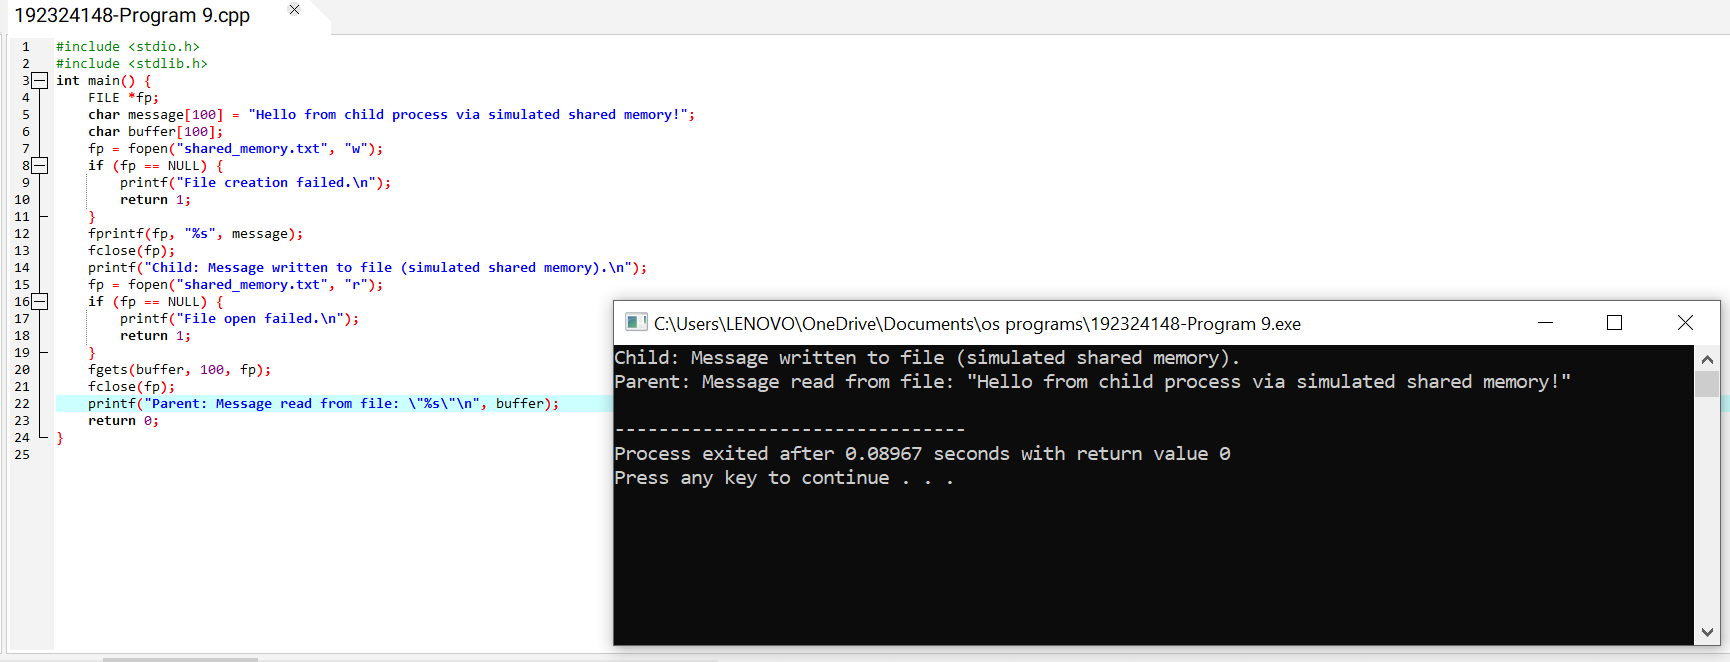 192324148-Program 9.cpp
1 #include <stdio.h>
2 #include <stdlib.h>
3 int main() {
4 FILE *fp;
5 char message[100] = "Hello from child process via simulated shared memory!";
6 char buffer[100];
7 fp = fopen("shared_memory.txt", "w");
8 if (fp == NULL) {
9 printf("File creation failed.\n");
10 return 1;
11 }
12 fprintf(fp, "%s", message);
13 fclose(fp);
14 printf("Child: Message written to file (simulated shared memory).\n");
15 fp = fopen("shared_memory.txt", "r");
16 if (fp == NULL) {
17 printf("File open failed.\n");
18 return 1;
19 }
20 fgets(buffer, 100, fp);
21 fclose(fp);
22 printf("Parent: Message read from file: \"%s\"\n", buffer);
23 return 0;
24 }
25
C:\Users\LENOVO\OneDrive\Documents\os programs\192324148-Program 9.exe
Child: Message written to file (simulated shared memory).
Parent: Message read from file: "Hello from child process via simulated shared memory!"
--------------------------------
Process exited after 0.08967 seconds with return value 0
Press any key to continue . . .